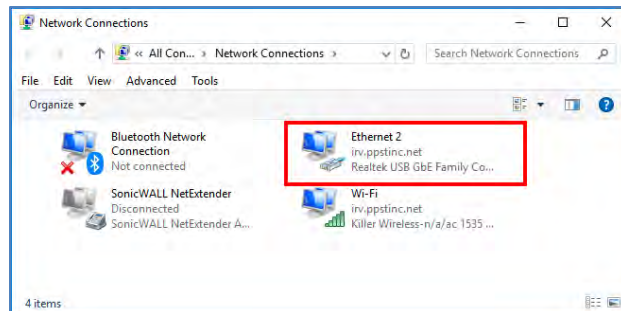 Network Connections
« All Con... › Network Connections ›
Search Network Connections
File Edit View Advanced Tools
Organize
Bluetooth Network
Connection
Not connected
Ethernet 2
irv.ppstinc.net
Realtek USB GbE Family Co...
SonicWALL NetExtender
Disconnected
SonicWALL NetExtender A...
Wi-Fi
irv.ppstinc.net
Killer Wireless-n/a/ac 1535 ...
4 items